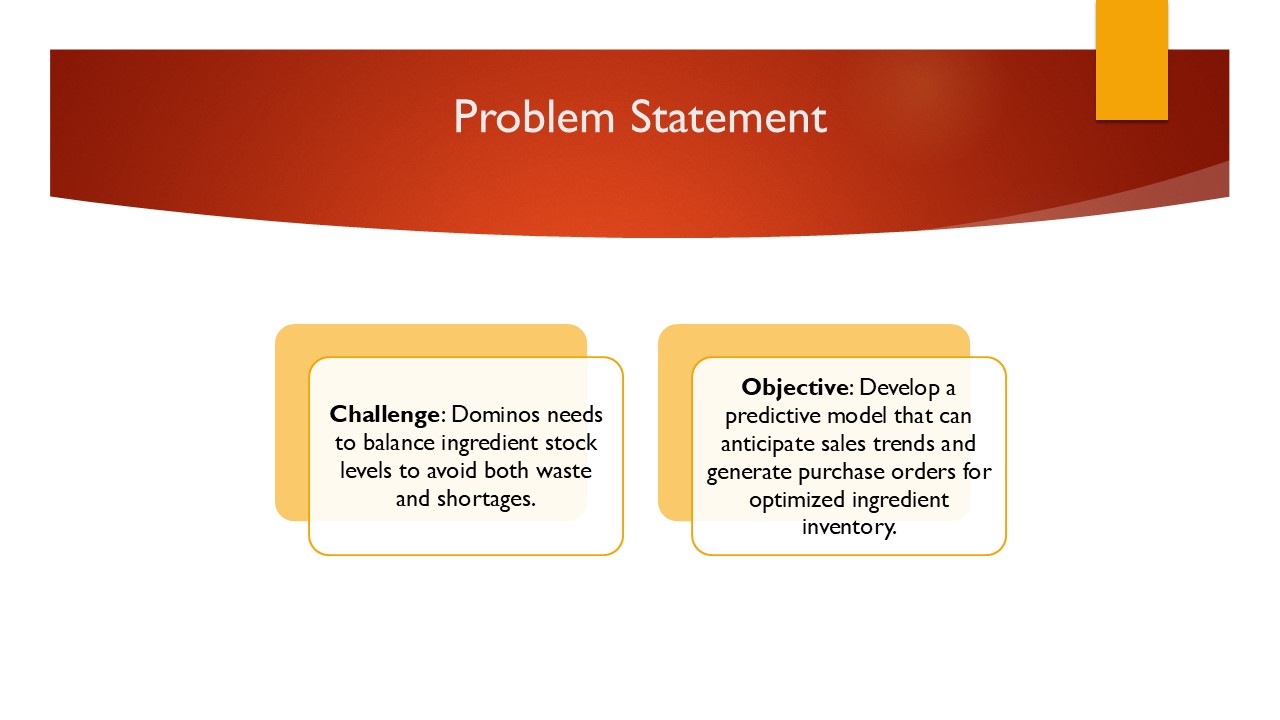 Problem Statement
Challenge: Dominos needs
to balance ingredient stock
levels to avoid both waste
and shortages.
Objective: Develop a
predictive model that can
anticipate sales trends and
generate purchase orders for
optimized ingredient
inventory.